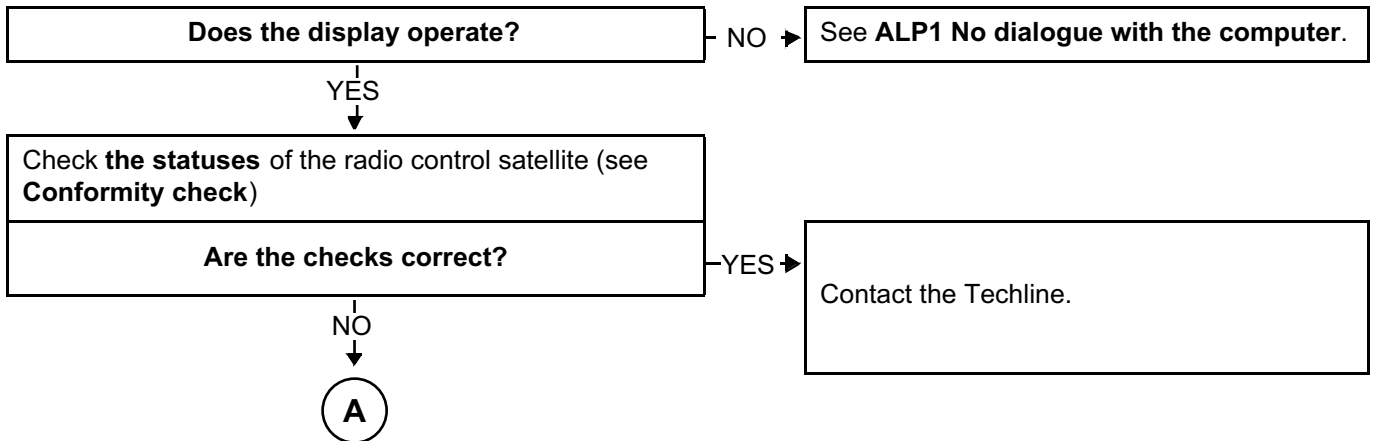 Does the display operate?
NO
See ALP1 No dialogue with the computer.
YES
Check the statuses of the radio control satellite (see
Conformity check)
Are the checks correct?
YES
Contact the Techline.
NO
A